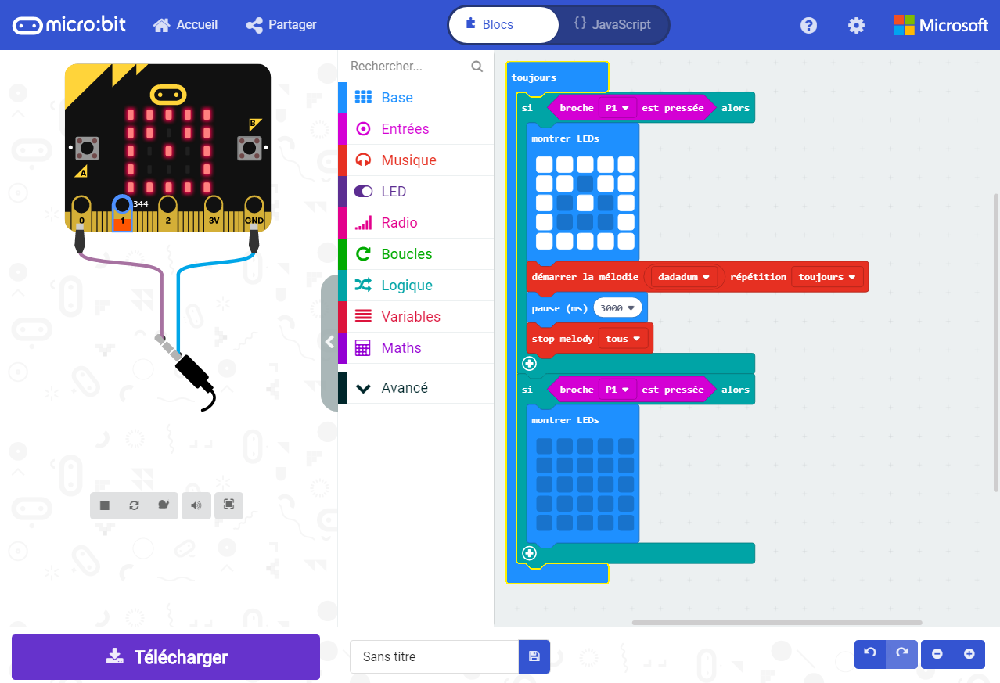 micro:bit Accueil Partager Blocs {} JavaScript ? Microsoft
B
A
344
0 1 2 3V GND
Rechercher...
Base
Entrées
Musique
LED
Radio
Boucles
Logique
Variables
Maths
Avancé
toujours
si broche P1 est pressée alors
montrer LEDs
démarrer la mélodie dadadum répétition toujours
pause (ms) 3000
stop melody tous
si broche P1 est pressée alors
montrer LEDs
Télécharger
Sans titre